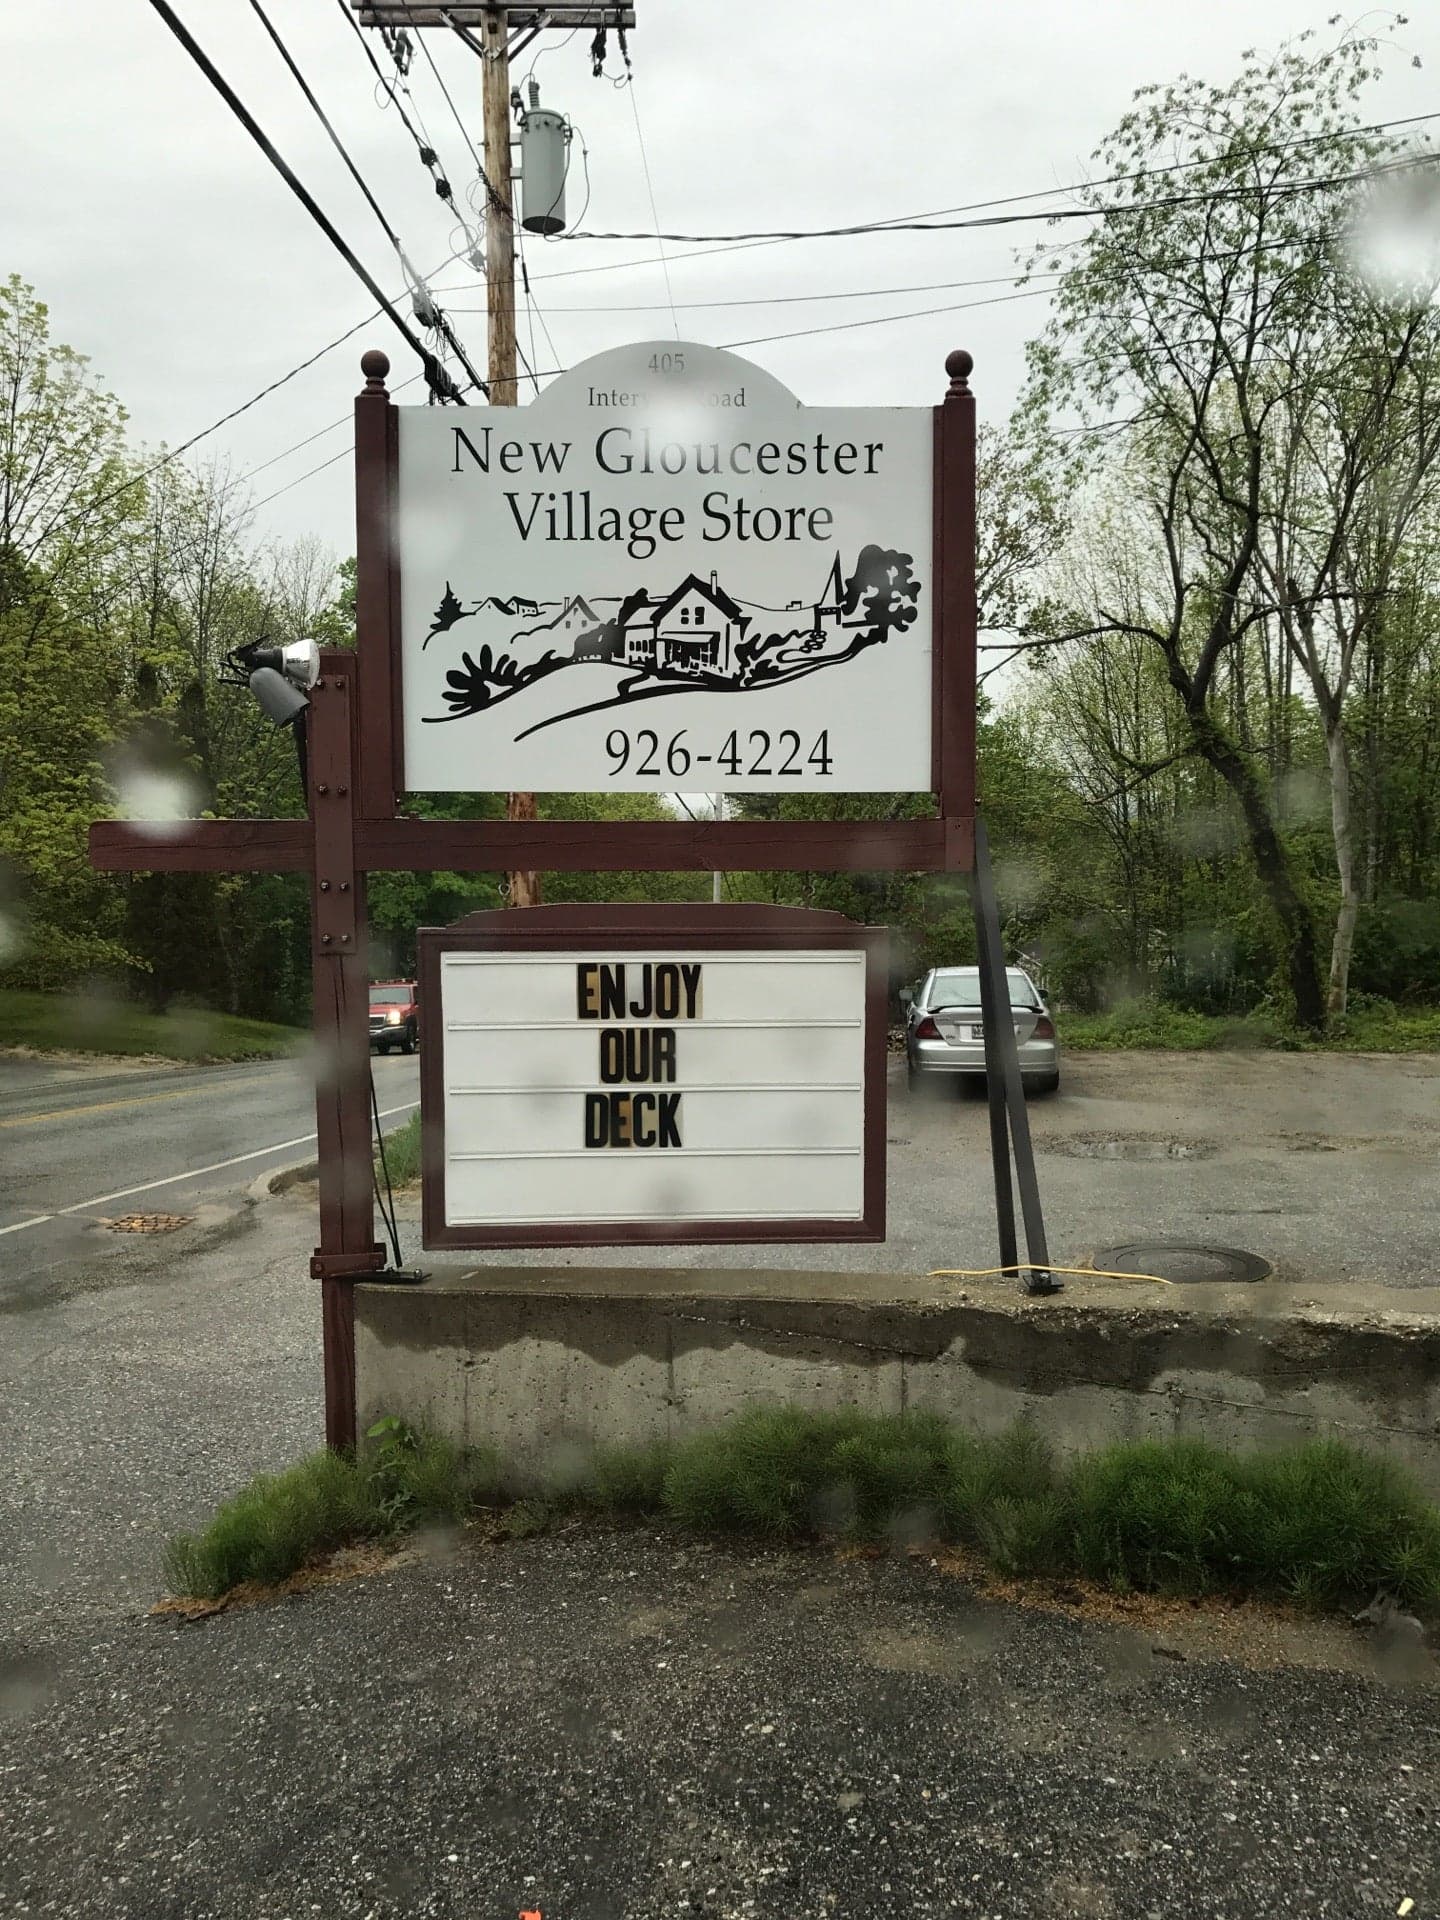 405
New Gloucester
Village Store
926-4224
ENJOY
OUR
DECK